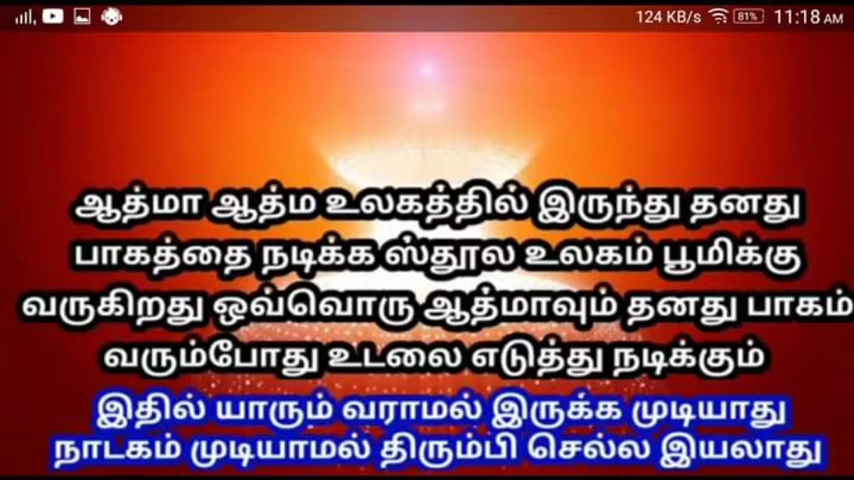 124 KB/s 81% 11:18 AM
ஆத்மா ஆத்ம உலகத்தில் இருந்து தனது
பாகத்தை நடிக்க ஸ்தூல உலகம் பூமிக்கு
வருகிறது ஒவ்வொரு ஆத்மாவும் தனது பாகம்
வரும்போது உடலை எடுத்து நடிக்கும்
இதில் யாரும் வராமல் இருக்க முடியாது
நாடகம் முடியாமல் திரும்பி செல்ல இயலாது